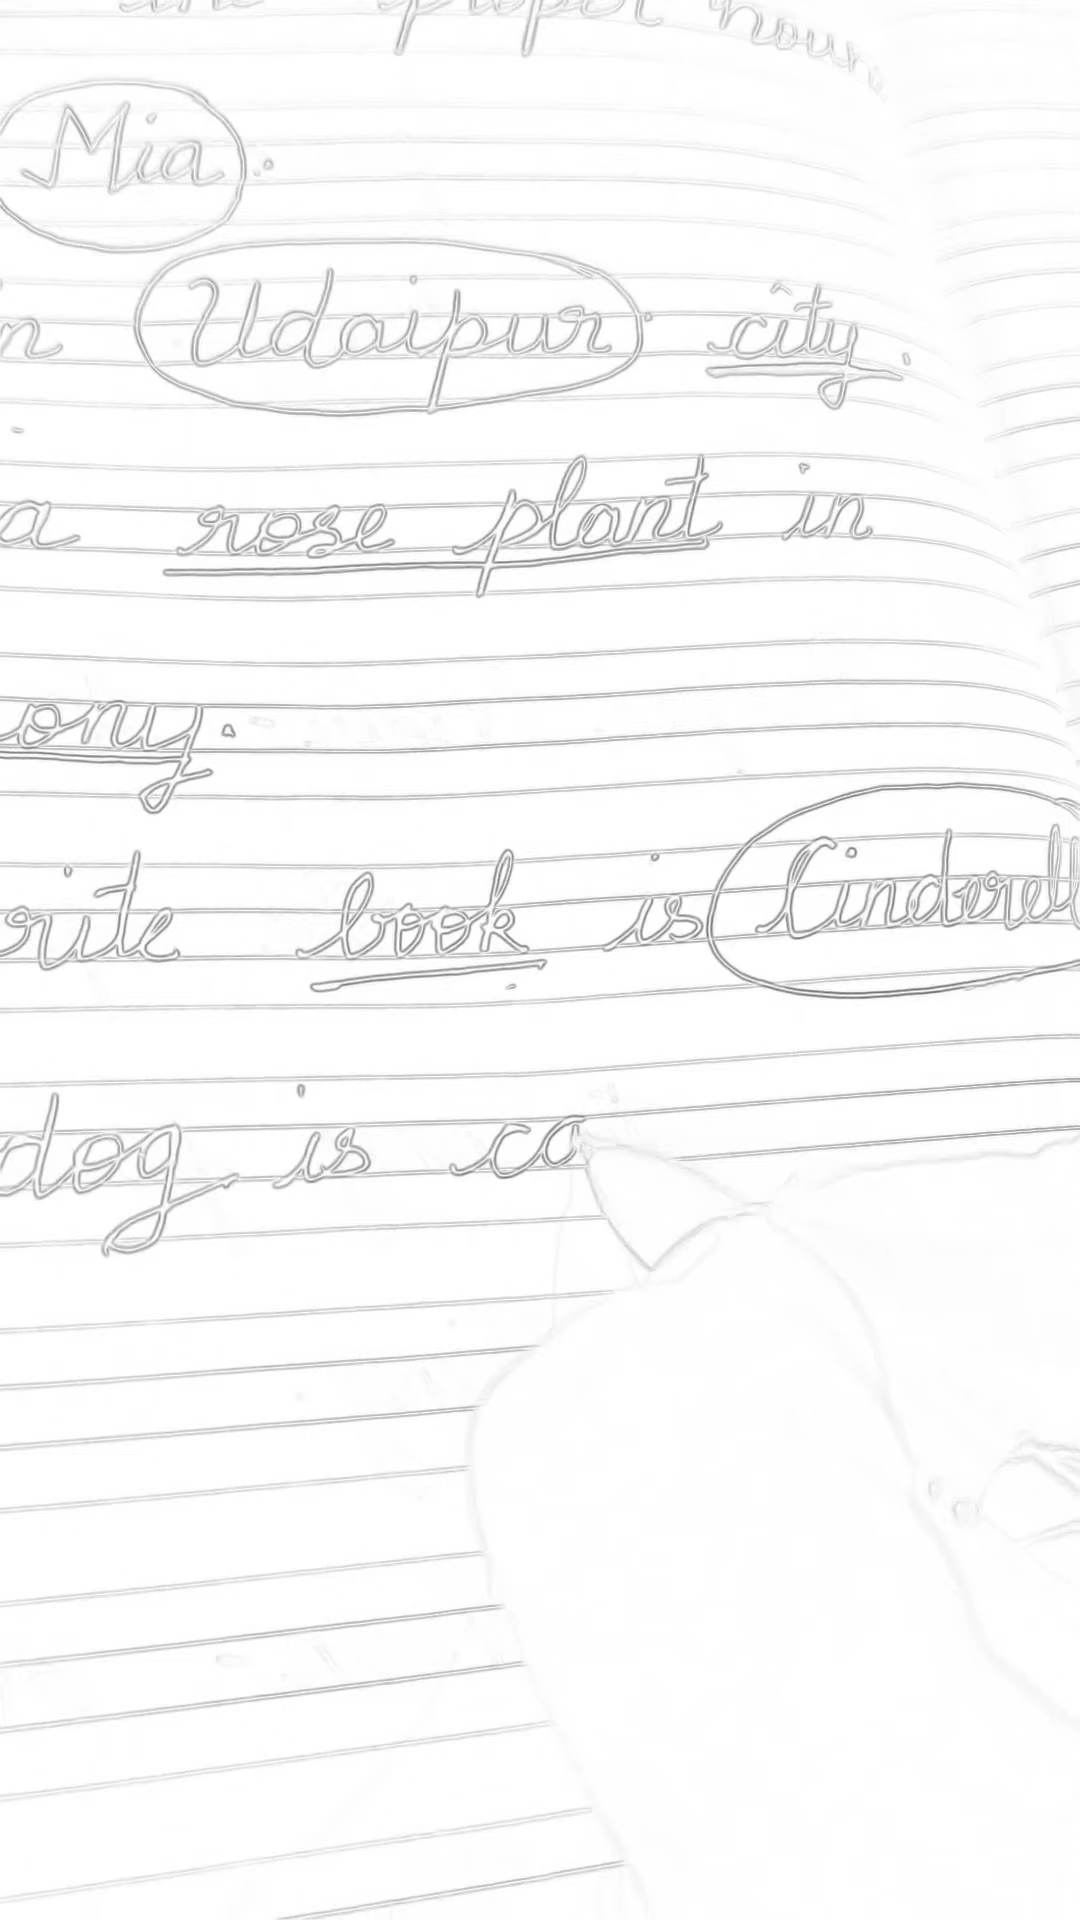 the proper noun
Mia.
in Udaipur city.
a rose plant in
ony.
rite book is Cinderell
dog is ca